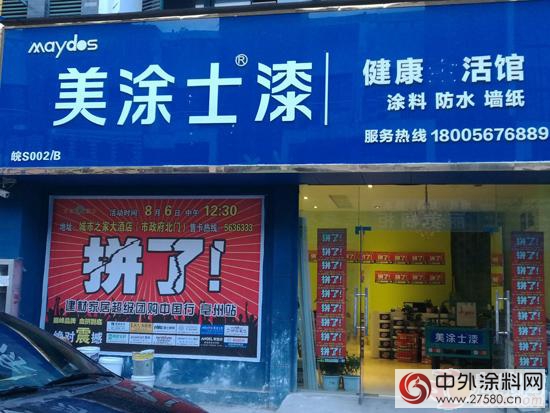 maydos
美涂士®漆
健康 活馆
涂料 防水 墙纸
服务热线 18005676889
皖S002/B
活动时间: 8月6日 中午 12:30
地址: 城市之家大酒店(市政府北门) 售卡热线: 5636333
拼了!
建材家居超级团购中国行 亳州站
震撼
拼了!
美涂士漆
中外涂料网
www.27580.cn